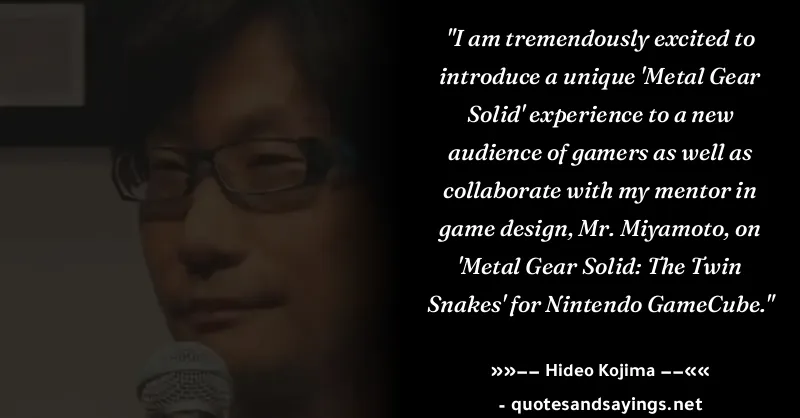 "I am tremendously excited to
introduce a unique 'Metal Gear
Solid' experience to a new
audience of gamers as well as
collaborate with my mentor in
game design, Mr. Miyamoto, on
'Metal Gear Solid: The Twin
Snakes' for Nintendo GameCube."
»»–– Hideo Kojima ––««
- quotesandsayings.net